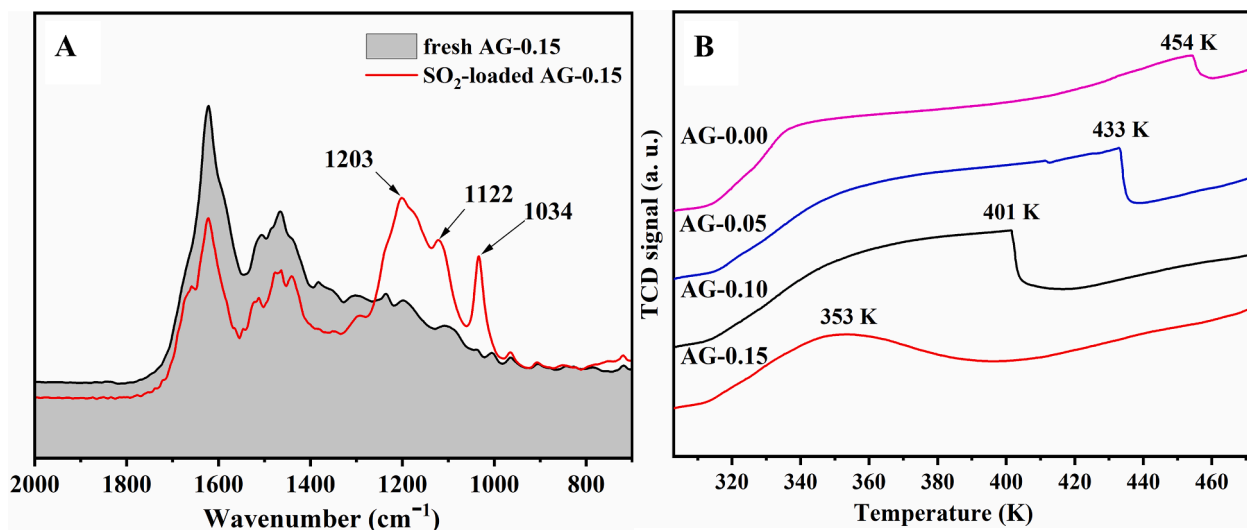 A
fresh AG-0.15
SO₂-loaded AG-0.15
1203
1122
1034
2000 1800 1600 1400 1200 1000 800
Wavenumber (cm⁻¹)
B
454 K
AG-0.00
433 K
AG-0.05
401 K
AG-0.10
353 K
AG-0.15
TCD signal (a. u.)
320 340 360 380 400 420 440 460
Temperature (K)